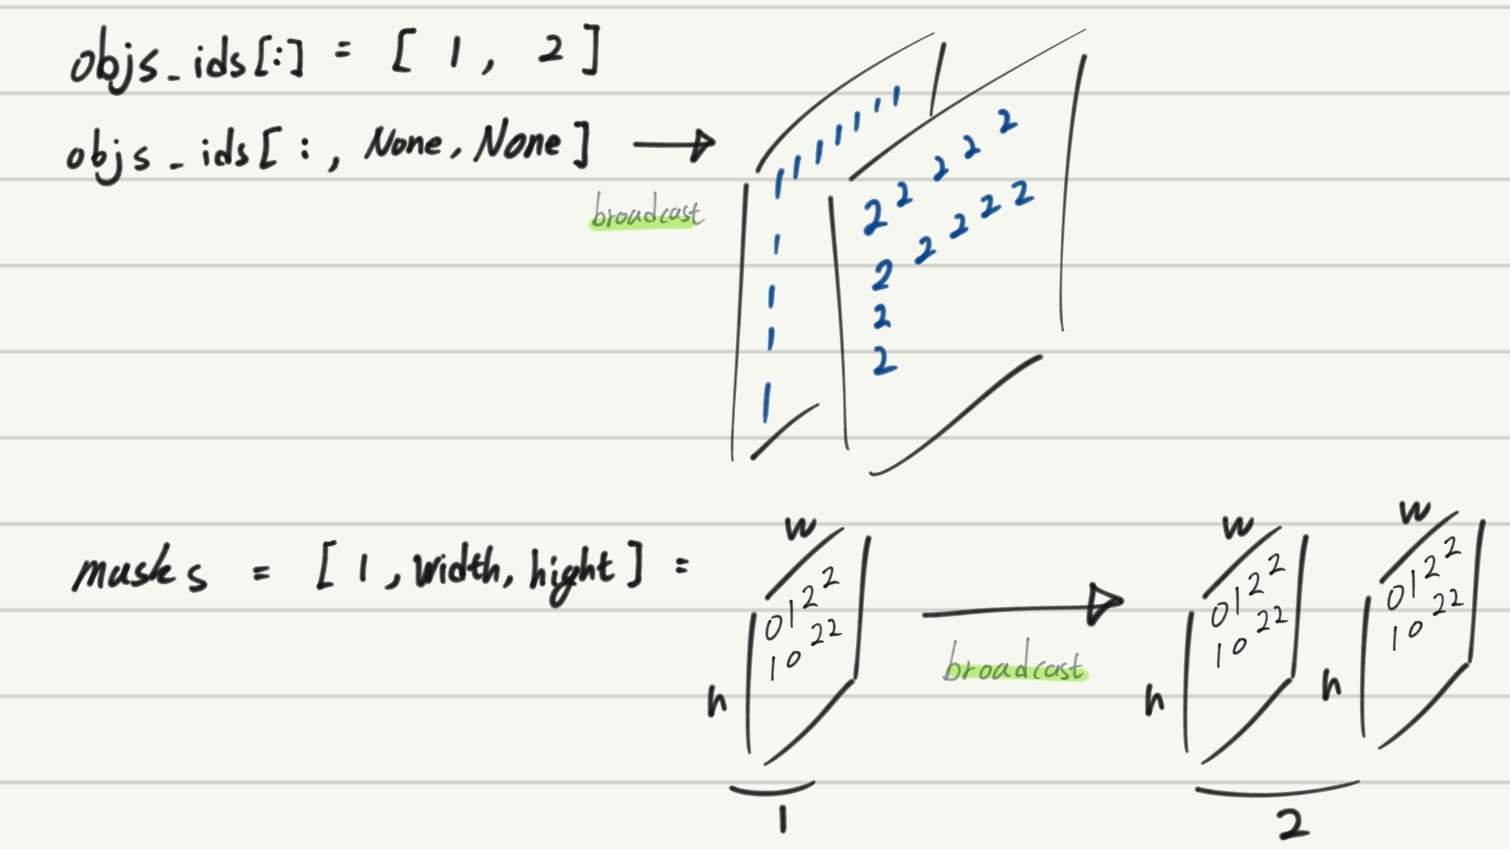 objs_ids[:] = [ 1 , 2 ]
objs_ids[ : , None, None ]
broadcast
1 1 1 1 1 1 1
1
1
1
1
2 2 2 2 2
2 2 2 2 2
2
2
masks = [ 1 , width, hight ] =
w
0 1 2 2
1 0 2 2
h
1
broadcast
w
0 1 2 2
1 0 2 2
h
w
0 1 2 2
1 0 2 2
h
2